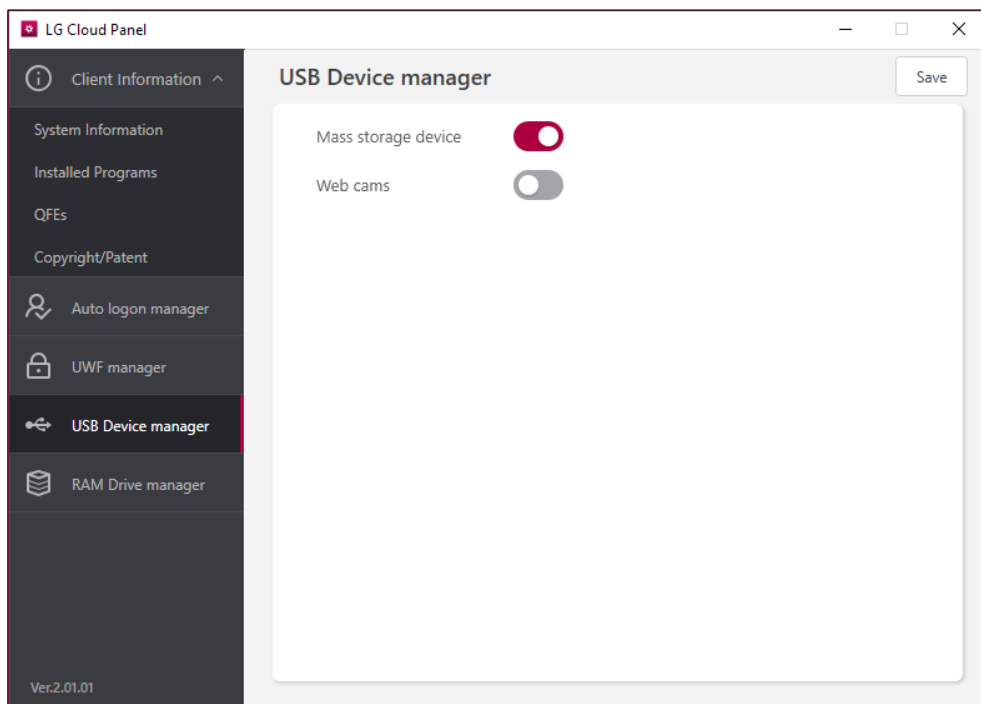 LG Cloud Panel
Client Information
System Information
Installed Programs
QFEs
Copyright/Patent
Auto logon manager
UWF manager
USB Device manager
RAM Drive manager
Ver.2.01.01
USB Device manager
Save
Mass storage device
Web cams